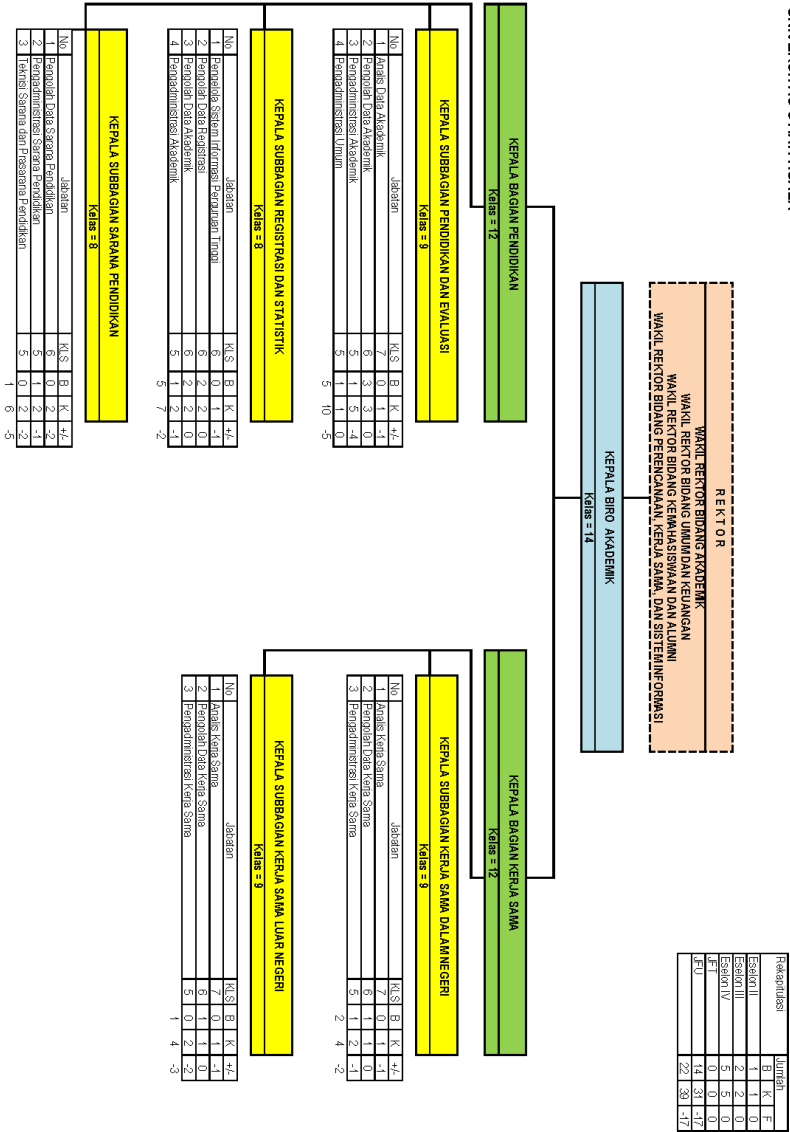 Rekapitulasi Jumlah
B K F
Eselon II 1 1 0
Eselon III 2 2 0
Eselon IV 5 5 0
JFT 0 0 0
JFU 14 31 -17
22 39 -17
R E K T O R
WAKIL REKTOR BIDANG AKADEMIK
WAKIL REKTOR BIDANG UMUM DAN KEUANGAN
WAKIL REKTOR BIDANG KEMAHASISWAAN DAN ALUMNI
WAKIL REKTOR BIDANG PERENCANAAN, KERJA SAMA, DAN SISTEM INFORMASI
KEPALA BIRO AKADEMIK
Kelas = 14
KEPALA BAGIAN PENDIDIKAN
Kelas = 12
KEPALA SUBBAGIAN PENDIDIKAN DAN EVALUASI
Kelas = 9
No Jabatan KLS B K +/-
1 Analis Data Akademik 7 0 1 -1
2 Pengolah Data Akademik 6 3 3 0
3 Pengadministrasi Akademik 5 1 5 -4
4 Pengadministrasi Umum 5 1 1 0
5 10 -5
KEPALA SUBBAGIAN REGISTRASI DAN STATISTIK
Kelas = 8
No Jabatan KLS B K +/-
1 Pengelola Sistem Informasi Perguruan Tinggi 6 0 1 -1
2 Pengolah Data Registrasi 6 2 2 0
3 Pengolah Data Akademik 6 2 2 0
4 Pengadministrasi Akademik 5 1 2 -1
5 7 -2
KEPALA SUBBAGIAN SARANA PENDIDIKAN
Kelas = 8
No Jabatan KLS B K +/-
1 Pengolah Data Sarana Pendidikan 6 0 2 -2
2 Pengadministrasi Sarana Pendidikan 5 1 2 -1
3 Teknisi Sarana dan Prasarana Pendidikan 5 0 2 -2
1 6 -5
KEPALA BAGIAN KERJA SAMA
Kelas = 12
KEPALA SUBBAGIAN KERJA SAMA DALAM NEGERI
Kelas = 9
No Jabatan KLS B K +/-
1 Analis Kerja Sama 7 0 1 -1
2 Pengolah Data Kerja Sama 6 1 1 0
3 Pengadministrasi Kerja Sama 5 1 2 -1
2 4 -2
KEPALA SUBBAGIAN KERJA SAMA LUAR NEGERI
Kelas = 9
No Jabatan KLS B K +/-
1 Analis Kerja Sama 7 0 1 -1
2 Pengolah Data Kerja Sama 6 1 1 0
3 Pengadministrasi Kerja Sama 5 0 2 -2
1 4 -3